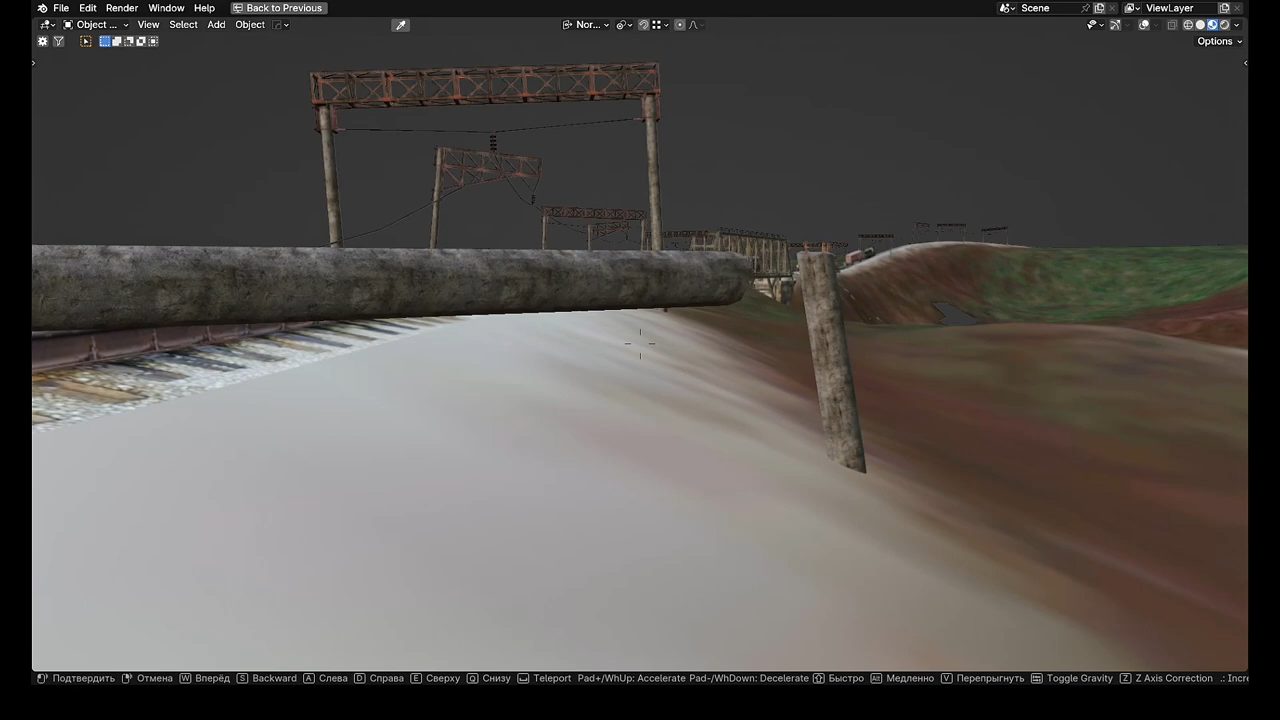 File Edit Render Window Help Back to Previous Scene ViewLayer
Object ... View Select Add Object Nor...
Options
Подтвердить Отмена W Вперёд S Backward A Слева D Справа E Сверху Q Снизу Teleport Pad+/WhUp: Accelerate Pad-/WhDown: Decelerate Быстро Alt Медленно V Перепрыгнуть Toggle Gravity Z Z Axis Correction .: Incre